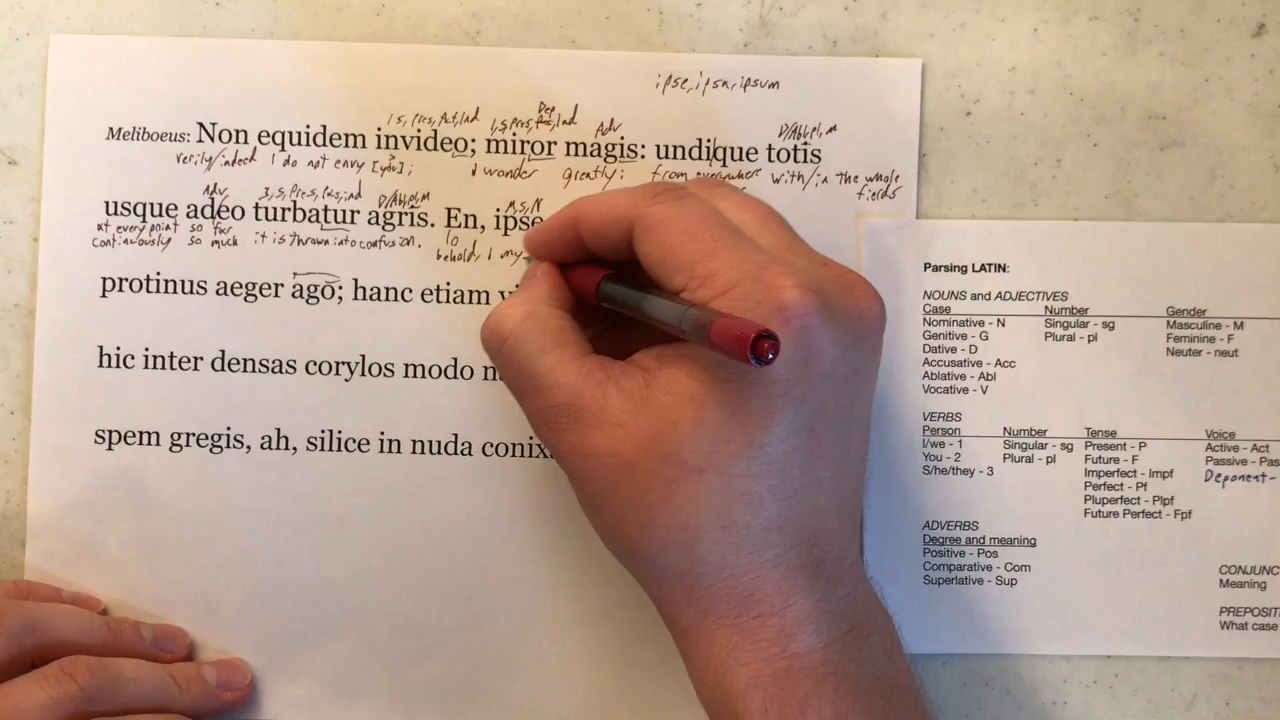 ipse, ipsa, ipsum
1, s, Pres, Act, Ind
Dep
1, s, Pres, Pas, Ind
Adv
D/Abl, pl, M
Meliboeus: Non equidem invideo; miror magis: undique totis
verily/indeed I do not envy [you]; I wonder greatly: from everywhere with/in the whole
fields
Adv 3, s, Pres, Pas, ind D/Abl, pl, M M, S, N
usque adeo turbatur agris. En, ipse
at every point so far
continuously so much it is thrown into confusion. lo
behold, I my
protinus aeger ago; hanc etiam
hic inter densas corylos modo
spem gregis, ah, silice in nuda
Parsing LATIN:
NOUNS and ADJECTIVES
Case Number Gender
Nominative - N Singular - sg Masculine - M
Genitive - G Plural - pl Feminine - F
Dative - D Neuter - neut
Accusative - Acc
Ablative - Abl
Vocative - V
VERBS
Person Number Tense Voice
I/we - 1 Singular - sg Present - P Active - Act
You - 2 Plural - pl Future - F Passive - Pas
S/he/they - 3 Imperfect - Impf Deponent -
Perfect - Pf
Pluperfect - Plpf
Future Perfect - Fpf
ADVERBS
Degree and meaning
Positive - Pos
Comparative - Com
Superlative - Sup
CONJUNC
Meaning
PREPOSIT
What case